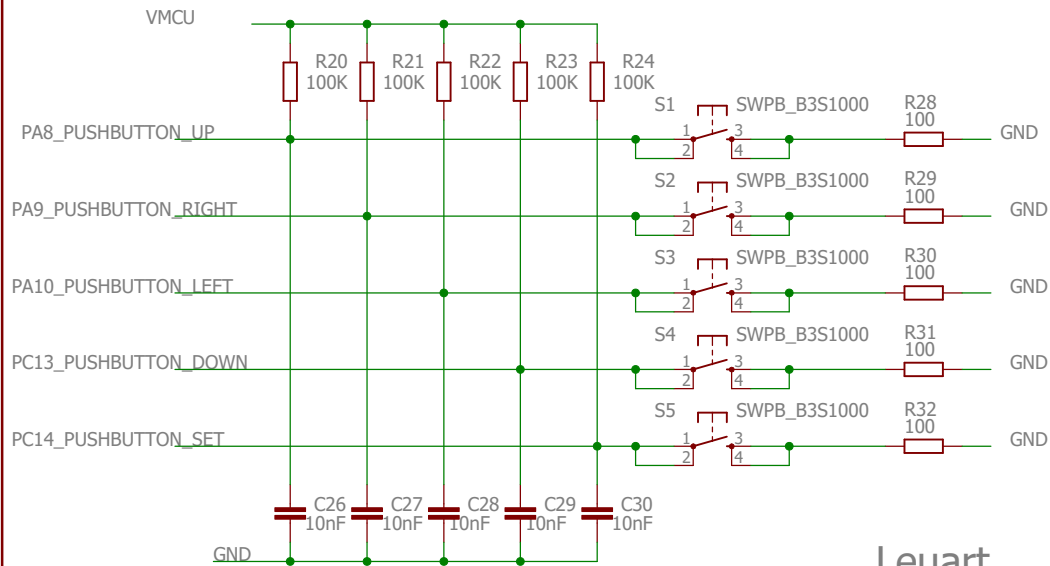 VMCU
R20 R21 R22 R23 R24
100K 100K 100K 100K 100K
S1 SWPB_B3S1000 R28
100
PA8_PUSHBUTTON_UP 1 3 GND
2 4
S2 SWPB_B3S1000 R29
100
PA9_PUSHBUTTON_RIGHT 1 3 GND
2 4
S3 SWPB_B3S1000 R30
100
PA10_PUSHBUTTON_LEFT 1 3 GND
2 4
S4 SWPB_B3S1000 R31
100
PC13_PUSHBUTTON_DOWN 1 3 GND
2 4
S5 SWPB_B3S1000 R32
100
PC14_PUSHBUTTON_SET 1 3 GND
2 4
C26 C27 C28 C29 C30
10nF 10nF 10nF 10nF 10nF
GND
Leuart